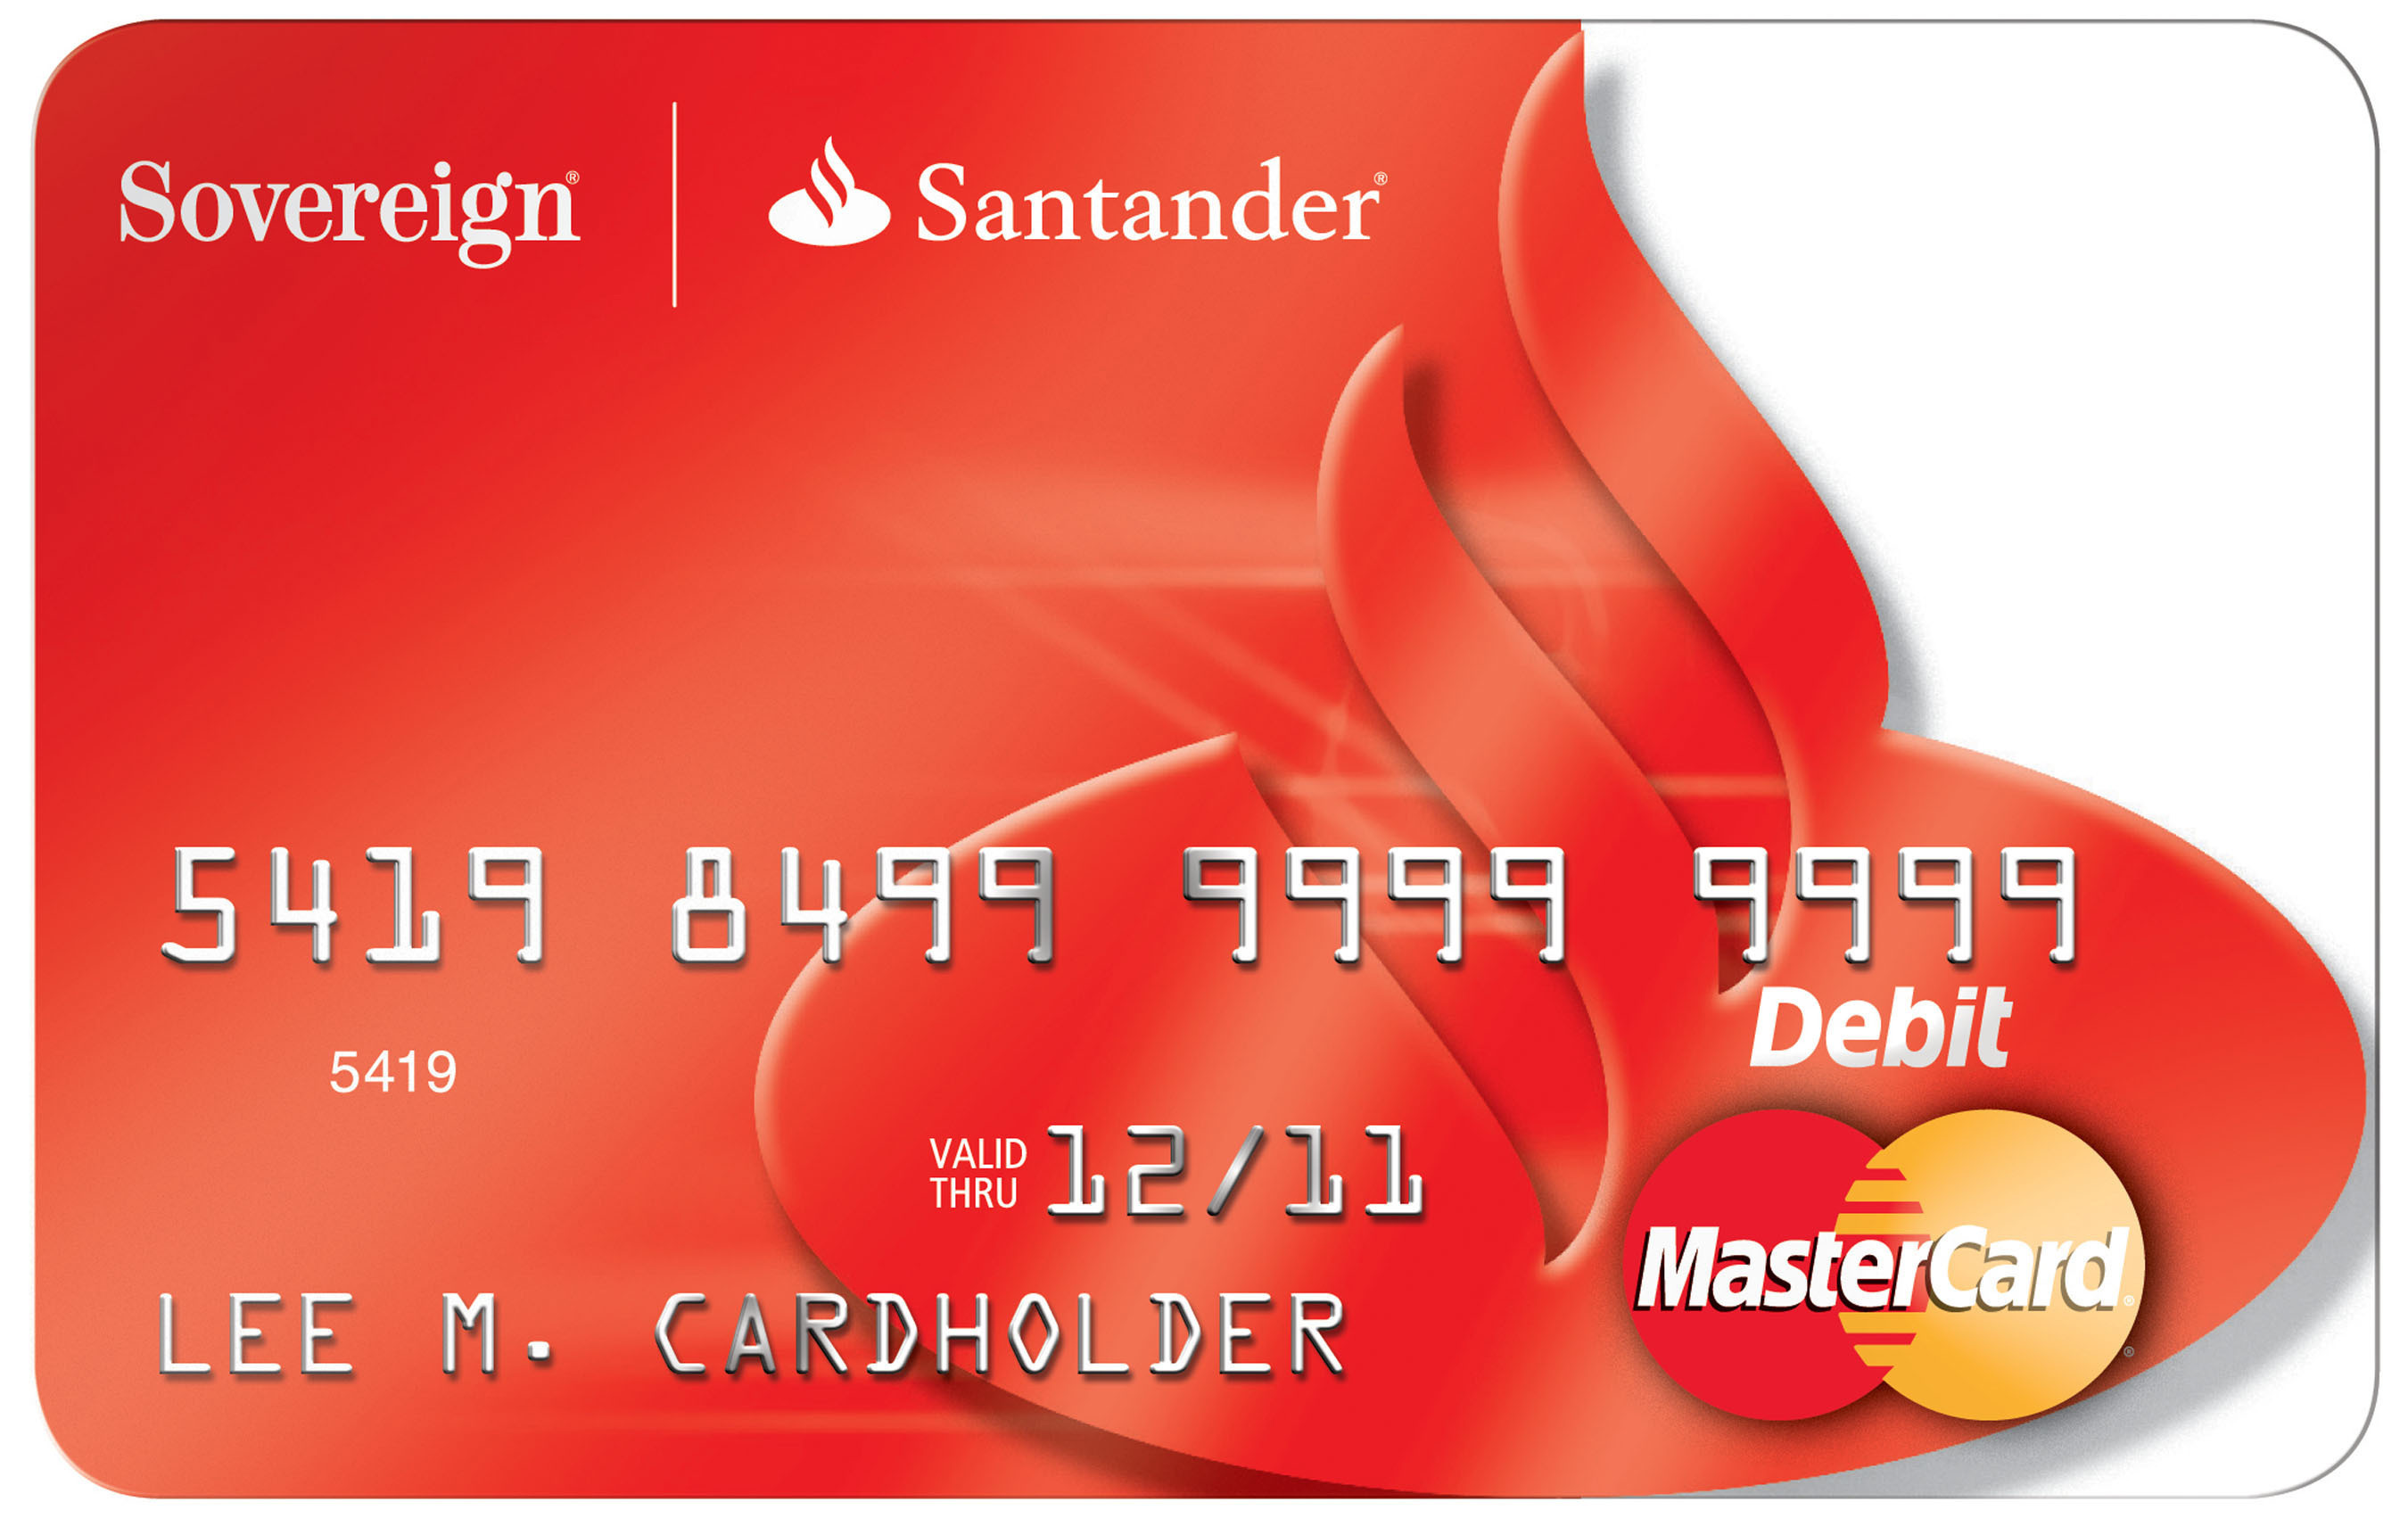 Sovereign® Santander®
5419 8499 9999 9999
Debit
5419
VALID
THRU 12/11
MasterCard®
LEE M. CARDHOLDER